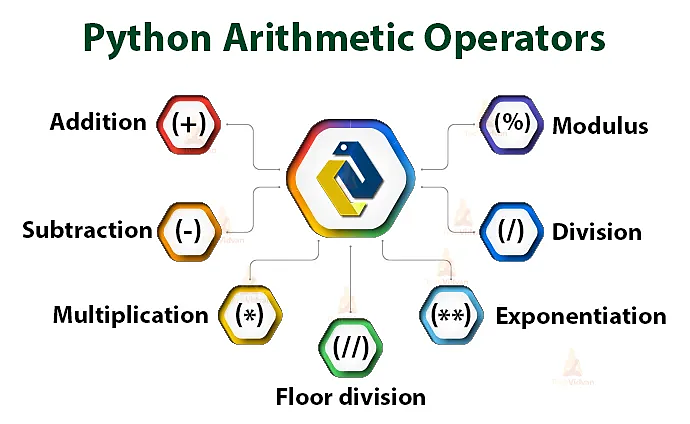 Python Arithmetic Operators
Addition (+)
(%) Modulus
Subtraction (-)
(/) Division
Multiplication (*)
(**) Exponentiation
(//)
Floor division